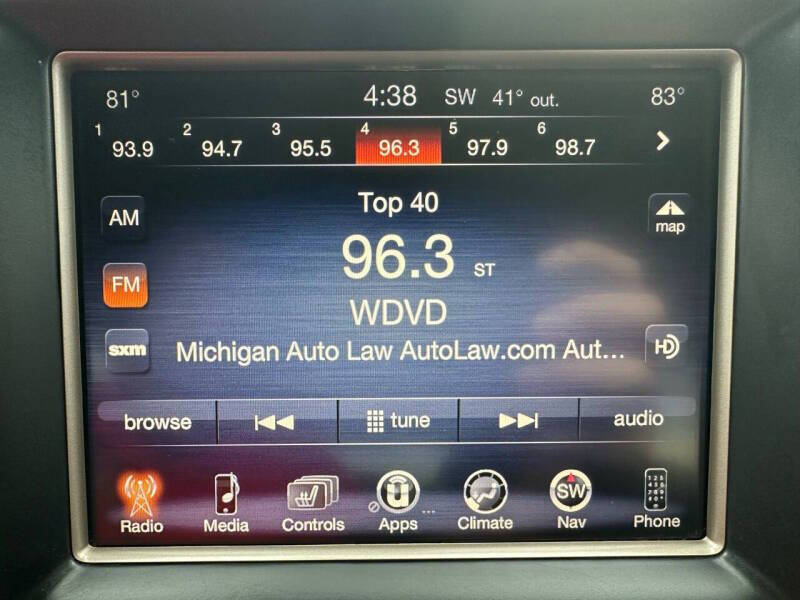 81° 4:38 SW 41° out. 83°
1 93.9 2 94.7 3 95.5 4 96.3 5 97.9 6 98.7
Top 40
AM
map
96.3 ST
FM
WDVD
sxm Michigan Auto Law AutoLaw.com Aut... HD
browse tune audio
SW
Radio Media Controls Apps ... Climate Nav Phone